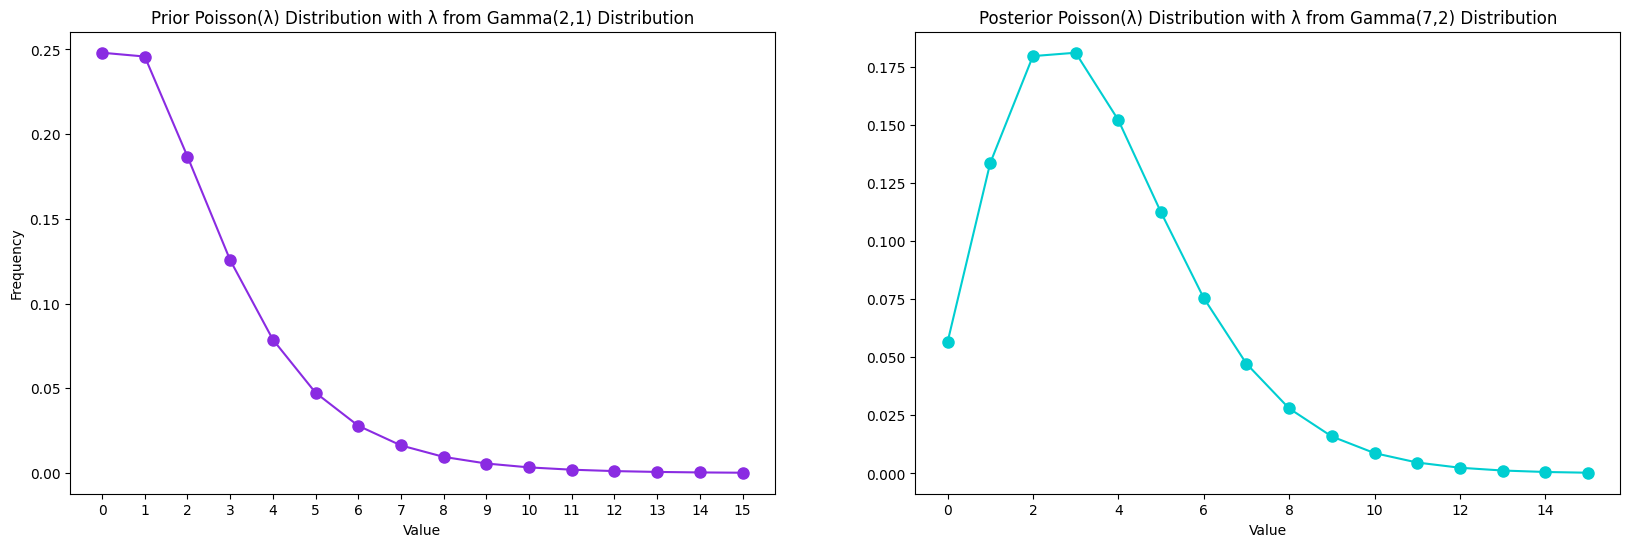 Prior Poisson(λ) Distribution with λ from Gamma(2,1) Distribution
0.25
0.20
0.15
0.10
0.05
0.00
Frequency
0 1 2 3 4 5 6 7 8 9 10 11 12 13 14 15
Value
Posterior Poisson(λ) Distribution with λ from Gamma(7,2) Distribution
0.175
0.150
0.125
0.100
0.075
0.050
0.025
0.000
0 2 4 6 8 10 12 14
Value